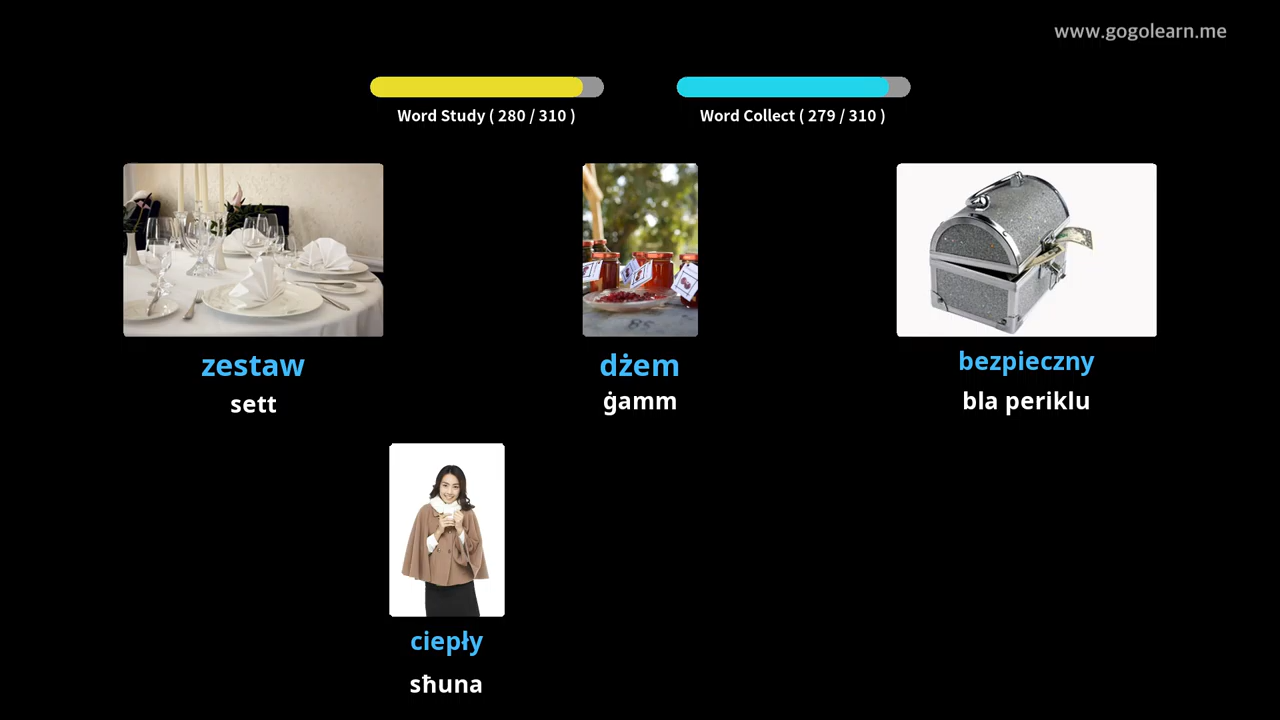 www.gogolearn.me
Word Study ( 280 / 310 )
Word Collect ( 279 / 310 )
zestaw
sett
dżem
ġamm
bezpieczny
bla periklu
ciepły
sħuna